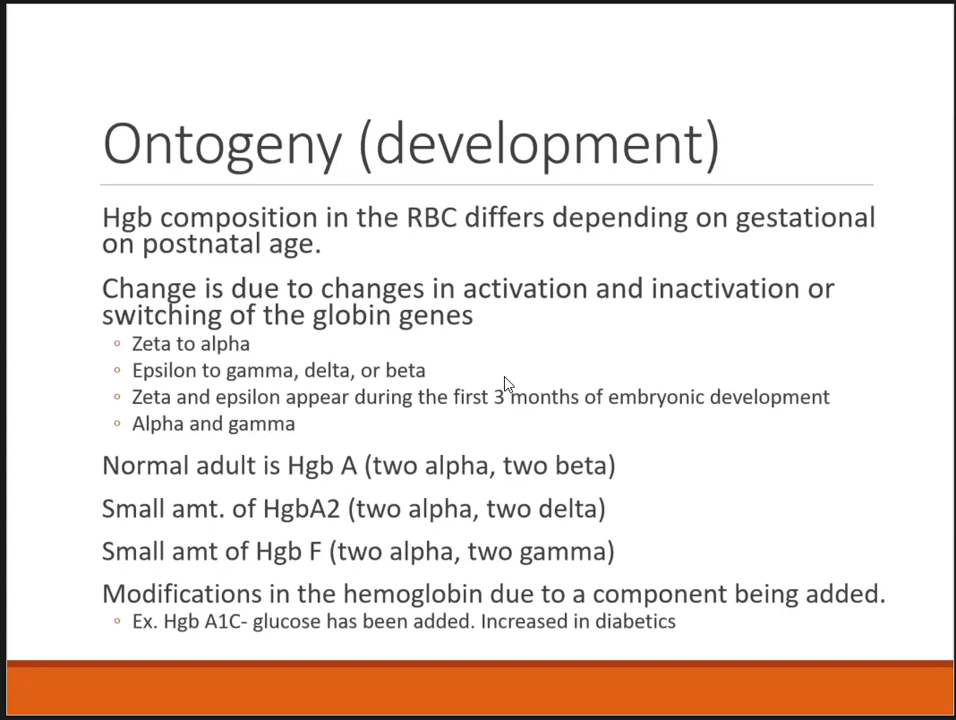 Ontogeny (development)
Hgb composition in the RBC differs depending on gestational
on postnatal age.
Change is due to changes in activation and inactivation or
switching of the globin genes
◦ Zeta to alpha
◦ Epsilon to gamma, delta, or beta
◦ Zeta and epsilon appear during the first 3 months of embryonic development
◦ Alpha and gamma
Normal adult is Hgb A (two alpha, two beta)
Small amt. of HgbA2 (two alpha, two delta)
Small amt of Hgb F (two alpha, two gamma)
Modifications in the hemoglobin due to a component being added.
◦ Ex. Hgb A1C- glucose has been added. Increased in diabetics